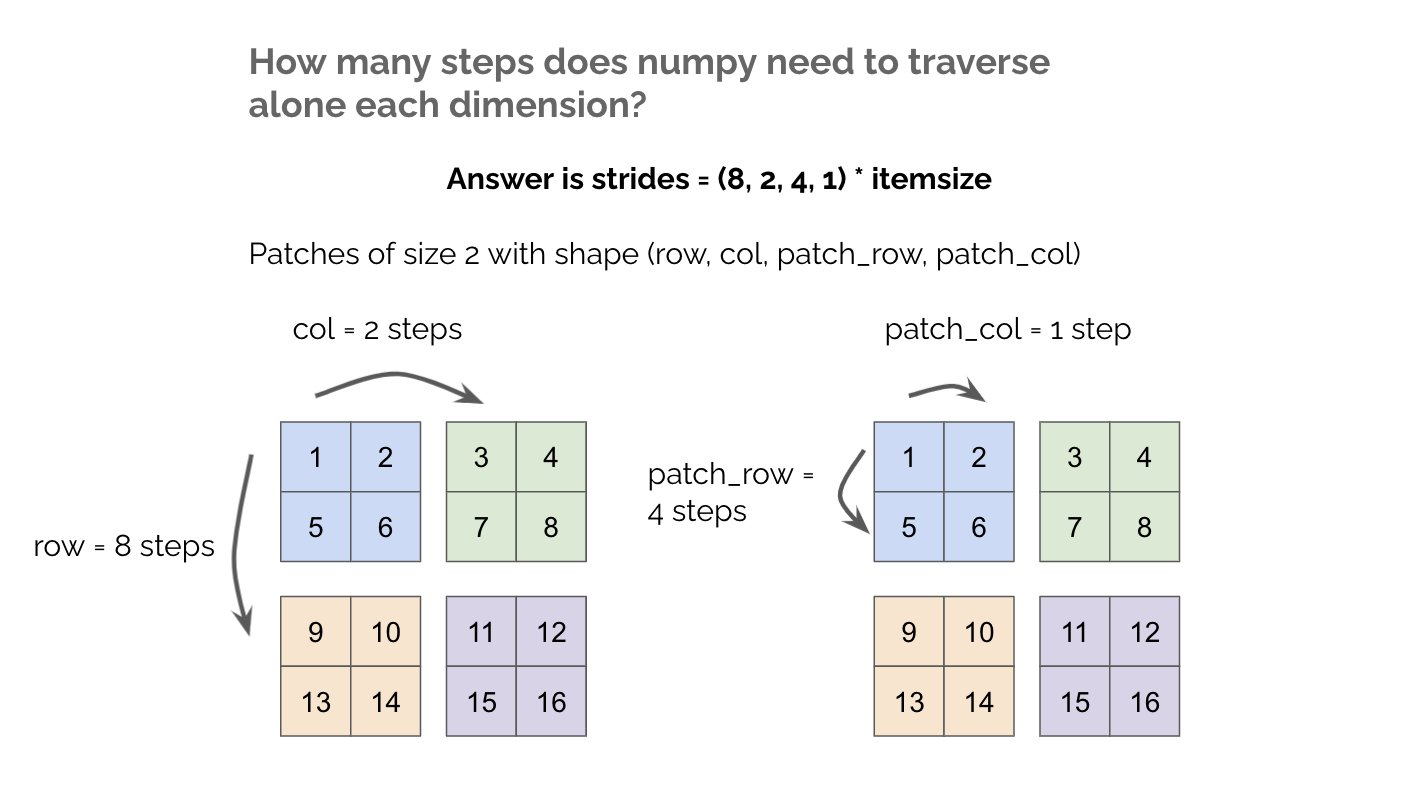 How many steps does numpy need to traverse
alone each dimension?
Answer is strides = (8, 2, 4, 1) * itemsize
Patches of size 2 with shape (row, col, patch_row, patch_col)
col = 2 steps
patch_col = 1 step
1 2 3 4
5 6 7 8
row = 8 steps
9 10 11 12
13 14 15 16
patch_row =
4 steps
1 2 3 4
5 6 7 8
9 10 11 12
13 14 15 16